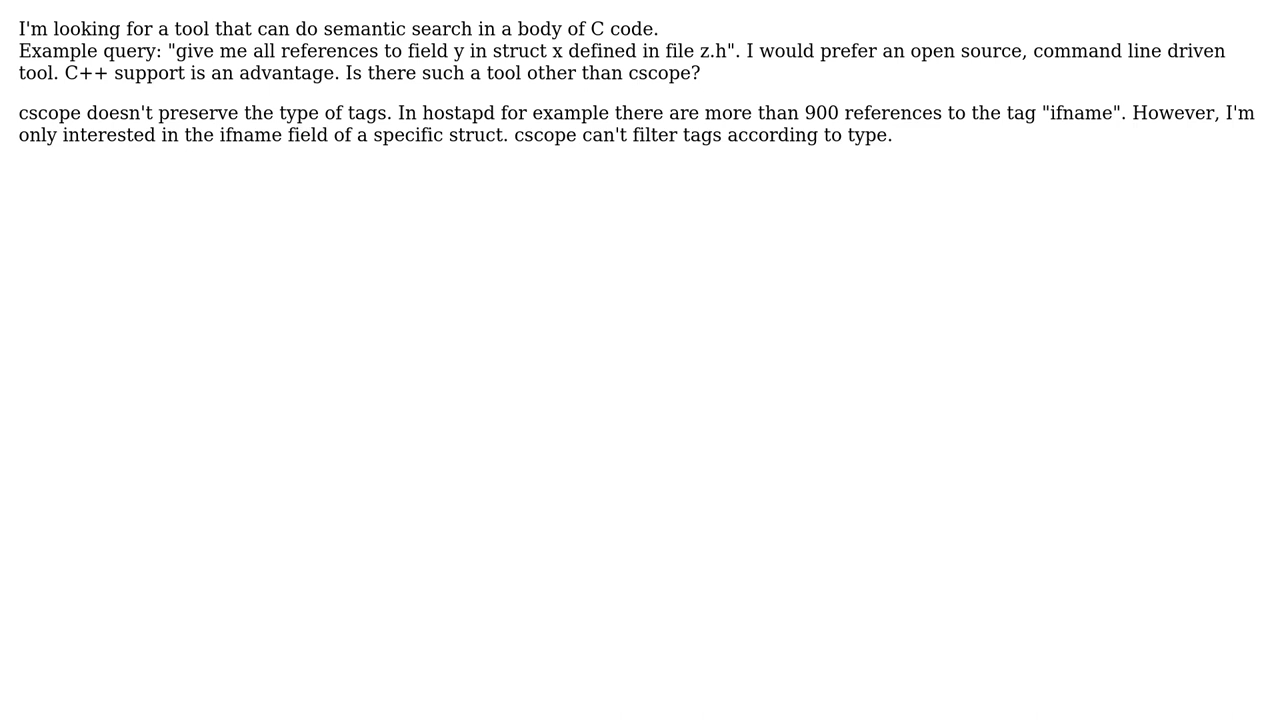 I'm looking for a tool that can do semantic search in a body of C code.
Example query: "give me all references to field y in struct x defined in file z.h". I would prefer an open source, command line driven
tool. C++ support is an advantage. Is there such a tool other than cscope?
cscope doesn't preserve the type of tags. In hostapd for example there are more than 900 references to the tag "ifname". However, I'm
only interested in the ifname field of a specific struct. cscope can't filter tags according to type.